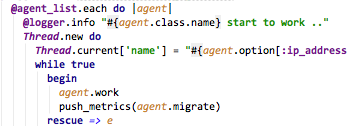 @agent_list.each do |agent|
@logger.info "#{agent.class.name} start to work .."
Thread.new do
Thread.current['name'] = "#{agent.option[:ip_address
while true
begin
agent.work
push_metrics(agent.migrate)
rescue => e